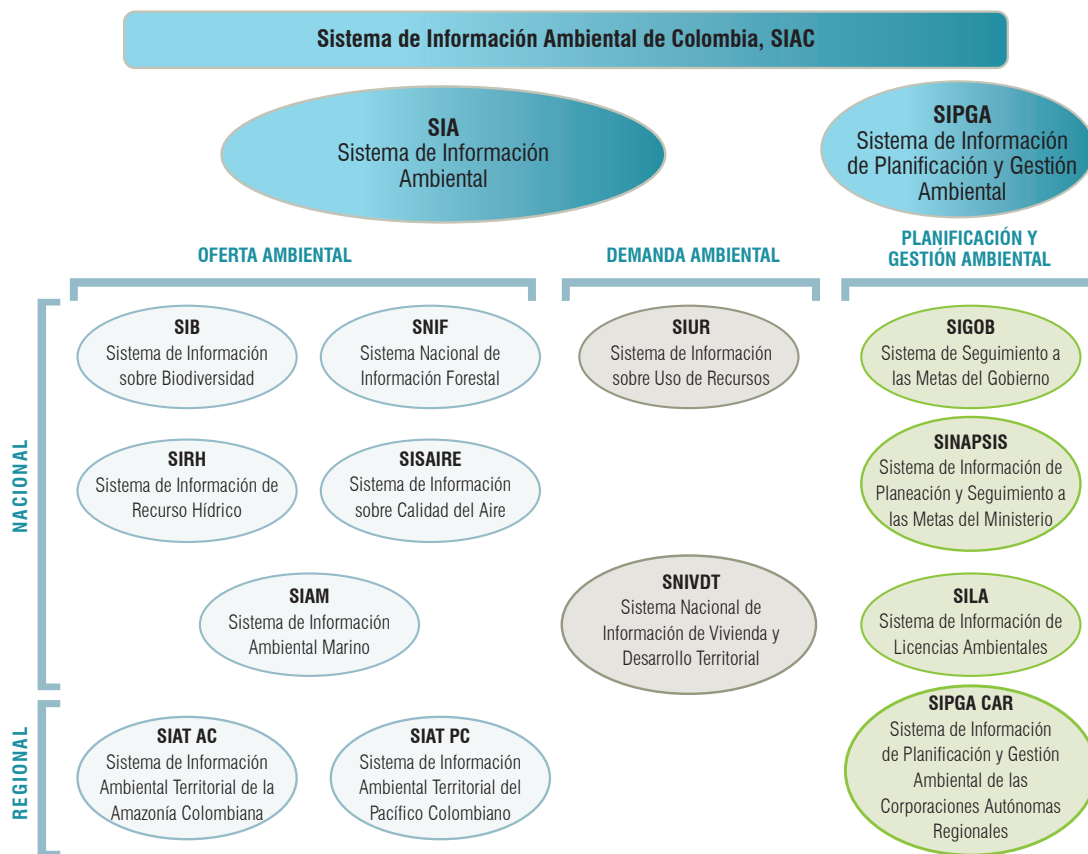 Sistema de Información Ambiental de Colombia, SIAC
SIA
Sistema de Información
Ambiental
SIPGA
Sistema de Información
de Planificación y Gestión
Ambiental
OFERTA AMBIENTAL
DEMANDA AMBIENTAL
PLANIFICACIÓN Y
GESTIÓN AMBIENTAL
NACIONAL
SIB
Sistema de Información
sobre Biodiversidad
SNIF
Sistema Nacional de
Información Forestal
SIUR
Sistema de Información
sobre Uso de Recursos
SIGOB
Sistema de Seguimiento a
las Metas del Gobierno
SIRH
Sistema de Información de
Recurso Hídrico
SISAIRE
Sistema de Información
sobre Calidad del Aire
SINAPSIS
Sistema de Información de
Planeación y Seguimiento a
las Metas del Ministerio
SIAM
Sistema de Información
Ambiental Marino
SNIVDT
Sistema Nacional de
Información de Vivienda y
Desarrollo Territorial
SILA
Sistema de Información de
Licencias Ambientales
REGIONAL
SIAT AC
Sistema de Información
Ambiental Territorial de la
Amazonía Colombiana
SIAT PC
Sistema de Información
Ambiental Territorial del
Pacífico Colombiano
SIPGA CAR
Sistema de Información
de Planificación y Gestión
Ambiental de las
Corporaciones Autónomas
Regionales